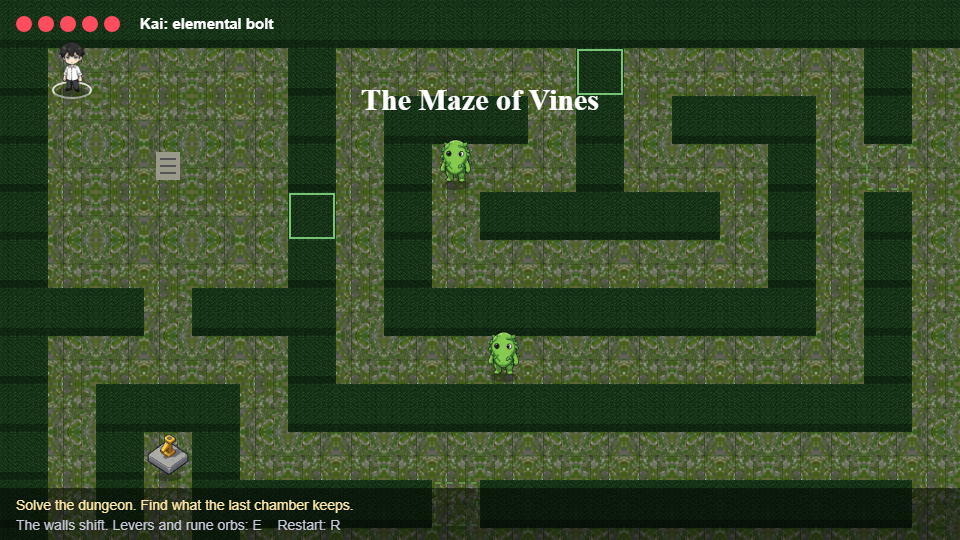 Kai: elemental bolt
The Maze of Vines
Solve the dungeon. Find what the last chamber keeps.
The walls shift. Levers and rune orbs: E    Restart: R